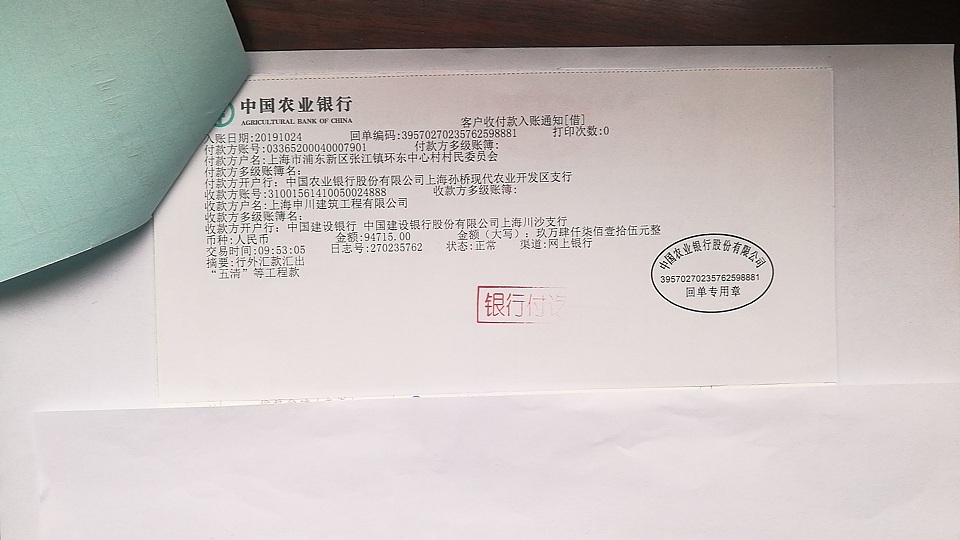 中国农业银行
AGRICULTURAL BANK OF CHINA
客户收付款入账通知[借]
入账日期:20191024 回单编码:39570270235762598881 打印次数:0
付款方账号:03365200040007901 付款方多级账簿:
付款方户名:上海市浦东新区张江镇环东中心村村民委员会
付款方多级账簿名:
付款方开户行: 中国农业银行股份有限公司上海孙桥现代农业开发区支行
收款方账号:31001561410050024888 收款方多级账簿:
收款方户名:上海申川建筑工程有限公司
收款方多级账簿名:
收款方开户行: 中国建设银行 中国建设银行股份有限公司上海川沙支行
币种:人民币 金额:94715.00 金额(大写): 玖万肆仟柒佰壹拾伍元整
交易时间:09:53:05 日志号:270235762 状态:正常 渠道:网上银行
摘要:行外汇款汇出
“五清”等工程款
中国农业银行股份有限公司
39570270235762598881
回单专用章
银行付讫